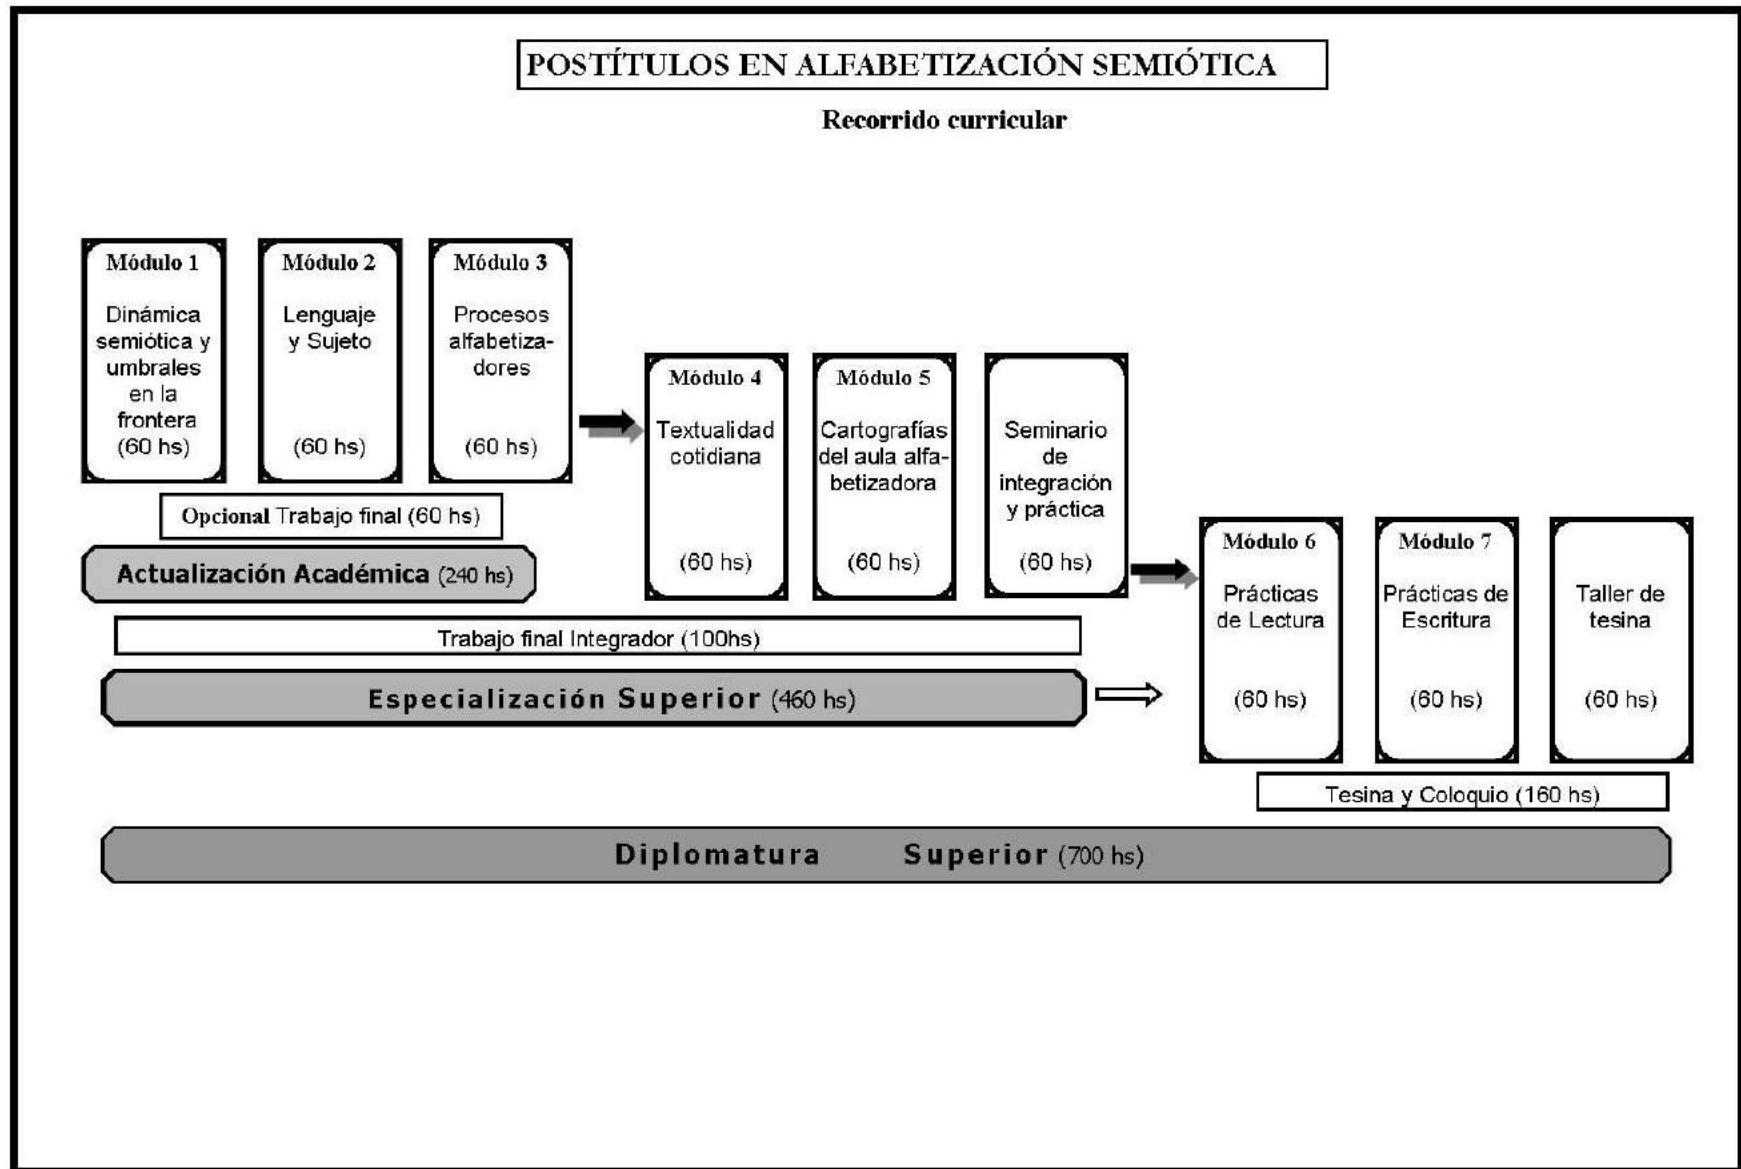 POSTÍTULOS EN ALFABETIZACIÓN SEMIÓTICA
Recorrido curricular
Módulo 1
Dinámica
semiótica y
umbrales
en la
frontera
(60 hs)
Módulo 2
Lenguaje
y Sujeto
(60 hs)
Módulo 3
Procesos
alfabetiza-
dores
(60 hs)
Opcional Trabajo final (60 hs)
Actualización Académica (240 hs)
Módulo 4
Textualidad
cotidiana
(60 hs)
Módulo 5
Cartografías
del aula alfa-
betizadora
(60 hs)
Seminario
de
integración
y práctica
(60 hs)
Trabajo final Integrador (100hs)
Especialización Superior (460 hs)
Módulo 6
Prácticas
de Lectura
(60 hs)
Módulo 7
Prácticas de
Escritura
(60 hs)
Taller de
tesina
(60 hs)
Tesina y Coloquio (160 hs)
Diplomatura Superior (700 hs)